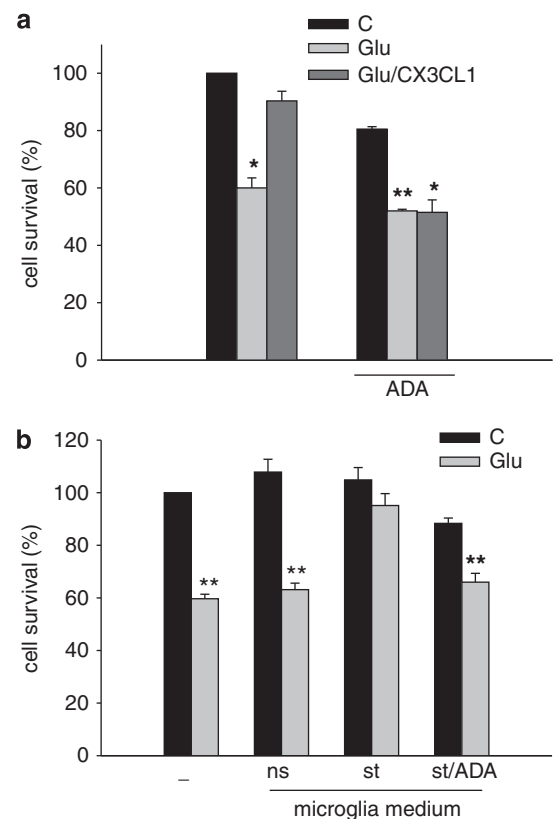 a
C
Glu
Glu/CX3CL1
cell survival (%)
100
80
60
40
20
0
*
**
*
ADA
b
C
Glu
cell survival (%)
120
100
80
60
40
20
0
**
**
**
– ns st st/ADA
microglia medium